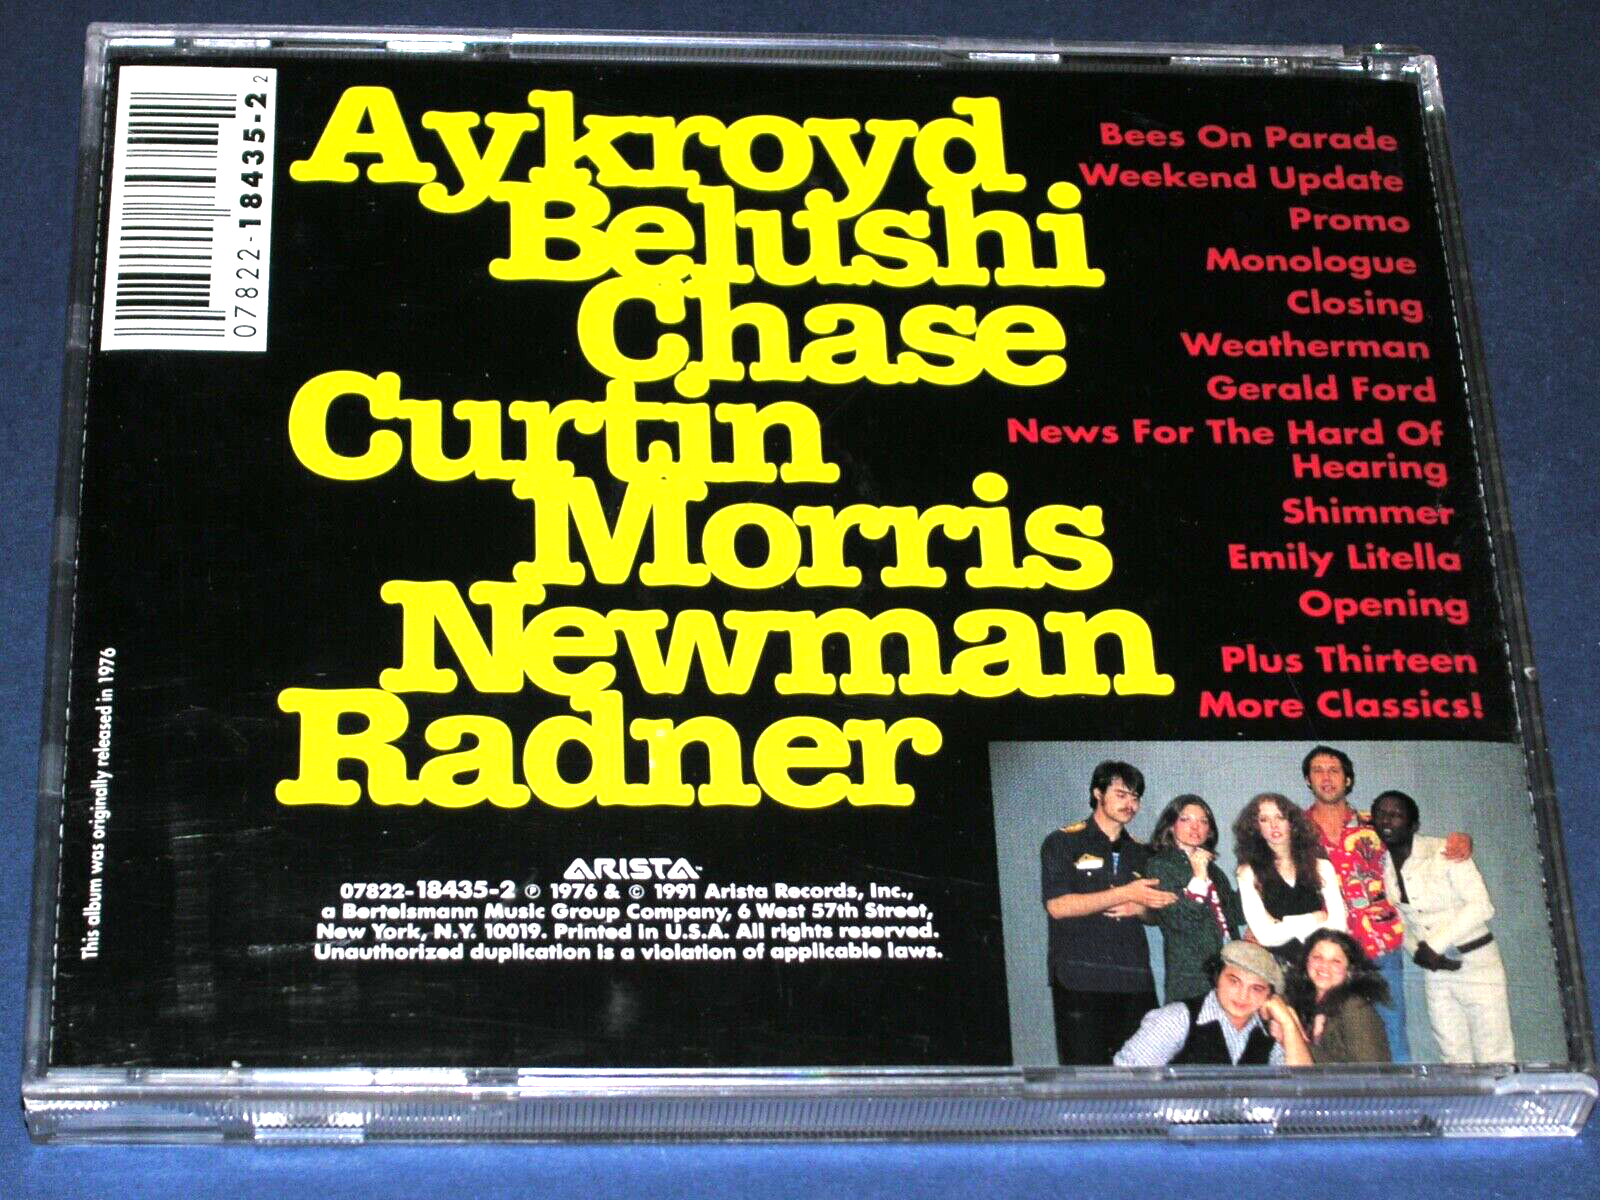 07822-18435-2
2
Aykroyd
Belushi
Chase
Curtin
Morris
Newman
Radner
Bees On Parade
Weekend Update
Promo
Monologue
Closing
Weatherman
Gerald Ford
News For The Hard Of
Hearing
Shimmer
Emily Litella
Opening
Plus Thirteen
More Classics!
This album was originally released in 1976
ARISTA™
07822-18435-2 ℗ 1976 & © 1991 Arista Records, Inc.,
a Bertelsmann Music Group Company, 6 West 57th Street,
New York, N.Y. 10019. Printed in U.S.A. All rights reserved.
Unauthorized duplication is a violation of applicable laws.